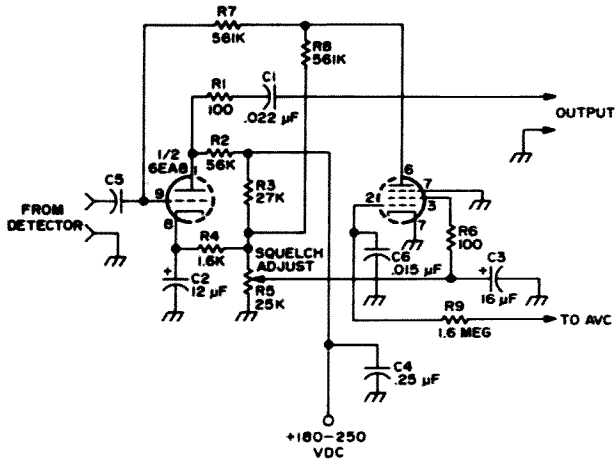 R7
561K
R8
561K
R1
100
C1
.022 µF
OUTPUT
1/2
6EA8
1
R2
56K
6
C5
9
R3
27K
2
7
3
FROM
DETECTOR
8
7
R4
1.6K
SQUELCH
ADJUST
R6
100
+
C2
12 µF
R5
25K
C6
.015 µF
+
C3
16 µF
R9
1.6 MEG
TO AVC
C4
.25 µF
+180-250
VDC